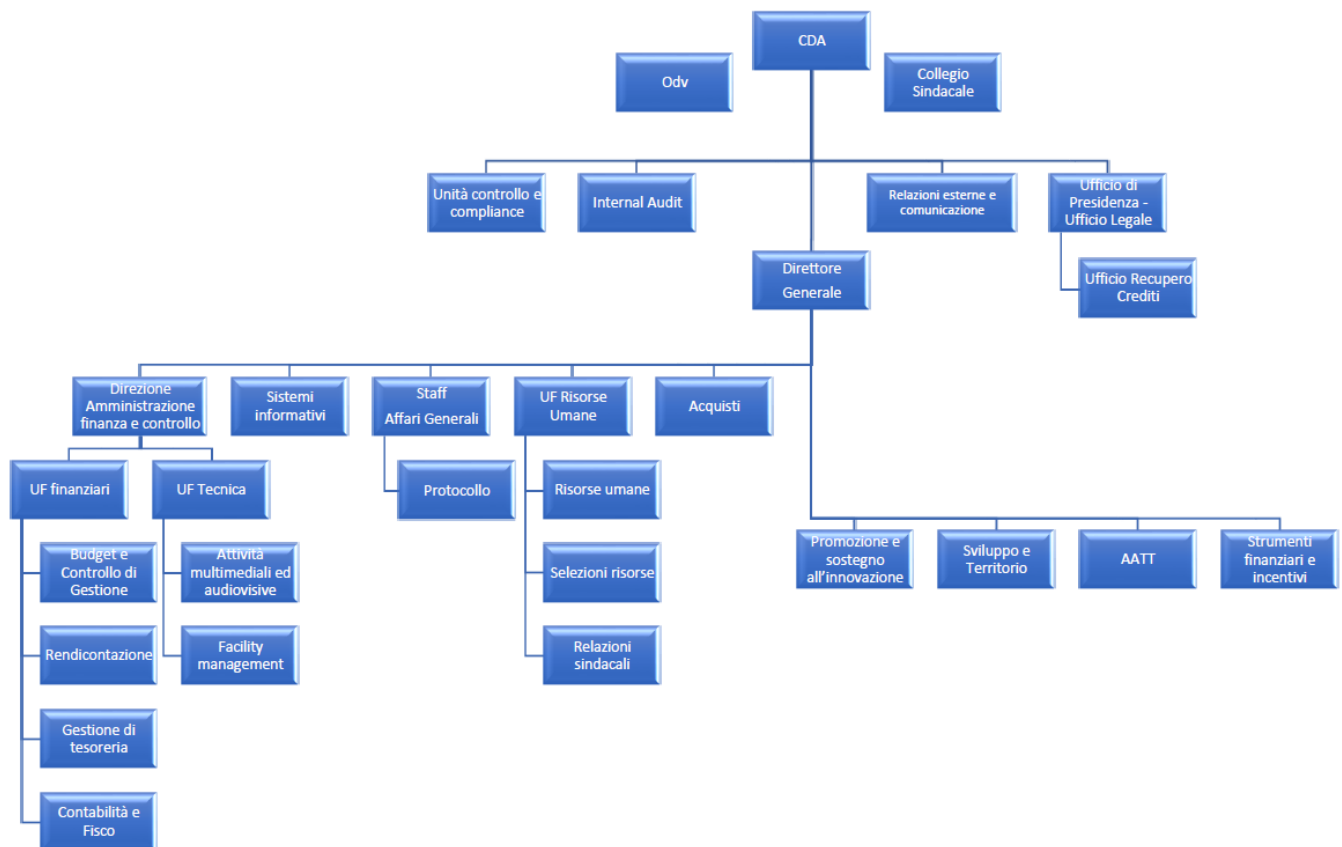 CDA
Odv
Collegio
Sindacale
Unità controllo e
compliance
Internal Audit
Relazioni esterne e
comunicazione
Ufficio di
Presidenza -
Ufficio Legale
Direttore
Generale
Ufficio Recupero
Crediti
Direzione
Amministrazione
finanza e controllo
Sistemi
informativi
Staff
Affari Generali
UF Risorse
Umane
Acquisti
UF finanziari
UF Tecnica
Protocollo
Risorse umane
Promozione e
sostegno
all'innovazione
Sviluppo e
Territorio
AATT
Strumenti
finanziari e
incentivi
Budget e
Controllo di
Gestione
Attività
multimediali ed
audiovisive
Selezioni risorse
Rendicontazione
Facility
management
Relazioni
sindacali
Gestione di
tesoreria
Contabilità e
Fisco